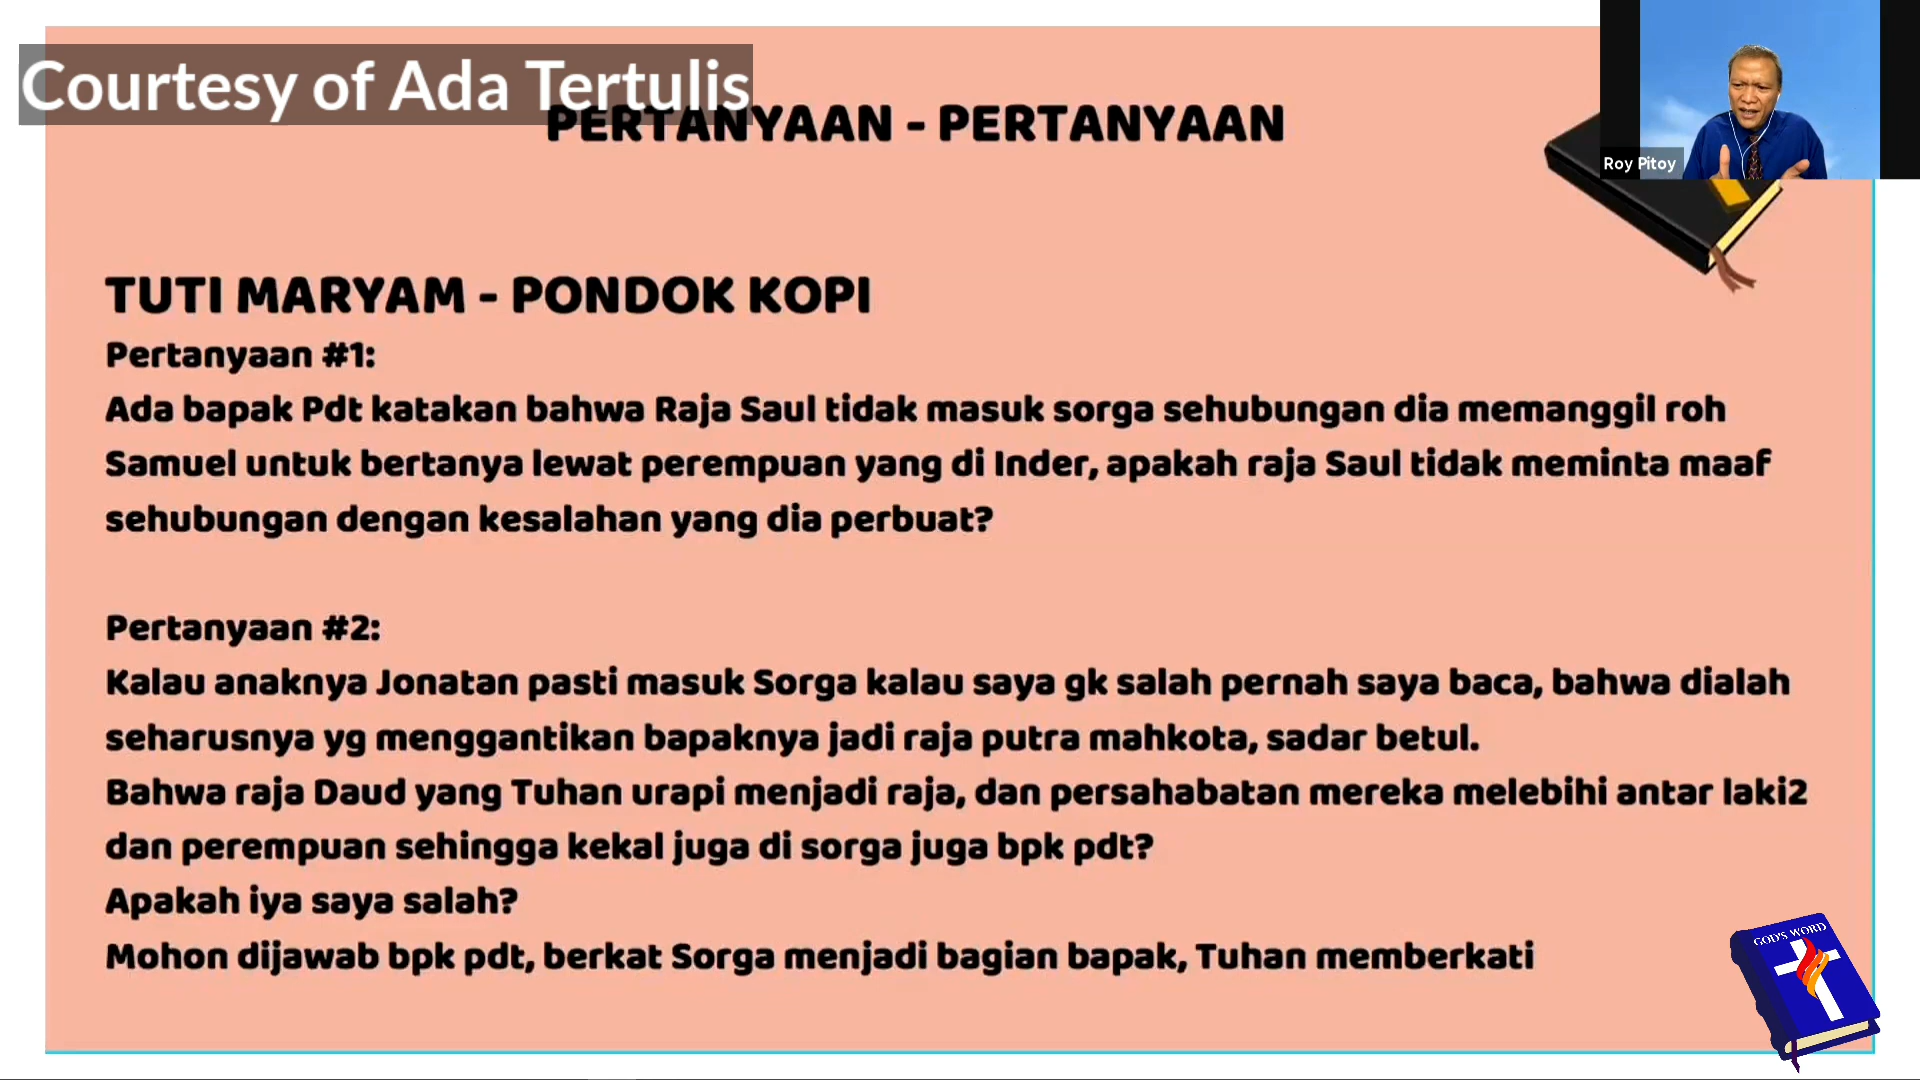 Courtesy of Ada Tertulis
PERTANYAAN - PERTANYAAN
Roy Pitoy
TUTI MARYAM - PONDOK KOPI
Pertanyaan #1:
Ada bapak Pdt katakan bahwa Raja Saul tidak masuk sorga sehubungan dia memanggil roh
Samuel untuk bertanya lewat perempuan yang di Inder, apakah raja Saul tidak meminta maaf
sehubungan dengan kesalahan yang dia perbuat?
Pertanyaan #2:
Kalau anaknya Jonatan pasti masuk Sorga kalau saya gk salah pernah saya baca, bahwa dialah
seharusnya yg menggantikan bapaknya jadi raja putra mahkota, sadar betul.
Bahwa raja Daud yang Tuhan urapi menjadi raja, dan persahabatan mereka melebihi antar laki2
dan perempuan sehingga kekal juga di sorga juga bpk pdt?
Apakah iya saya salah?
Mohon dijawab bpk pdt, berkat Sorga menjadi bagian bapak, Tuhan memberkati
GOD'S WORD